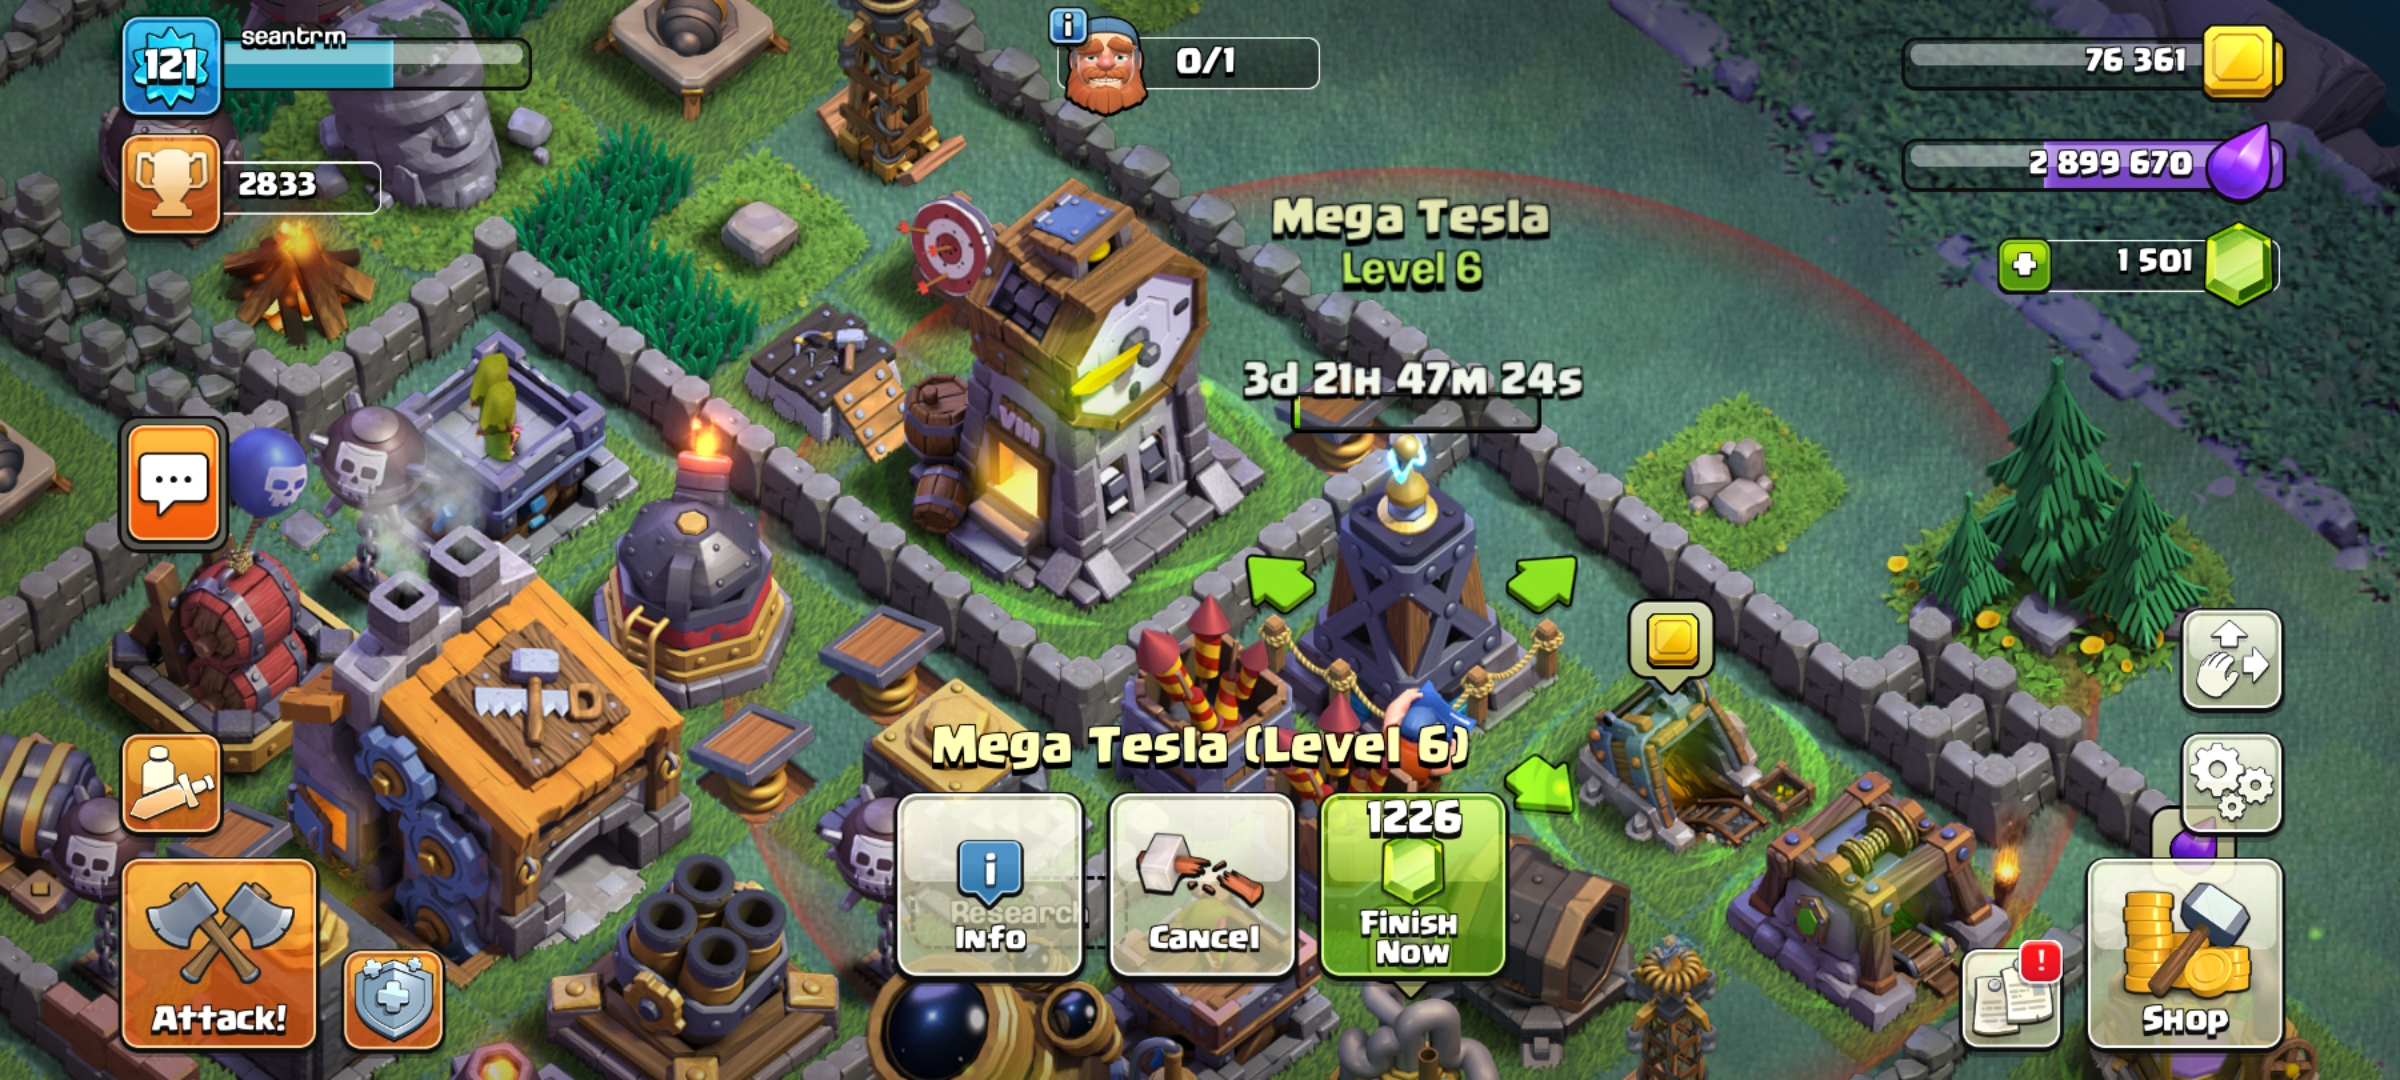 121
seantrm
0/1
76 361
2833
2 899 670
1 501
Mega Tesla
Level 6
3d 21h 47m 24s
VIII
Mega Tesla (Level 6)
Research
Info
Cancel
1226
Finish
Now
Attack!
!
Shop